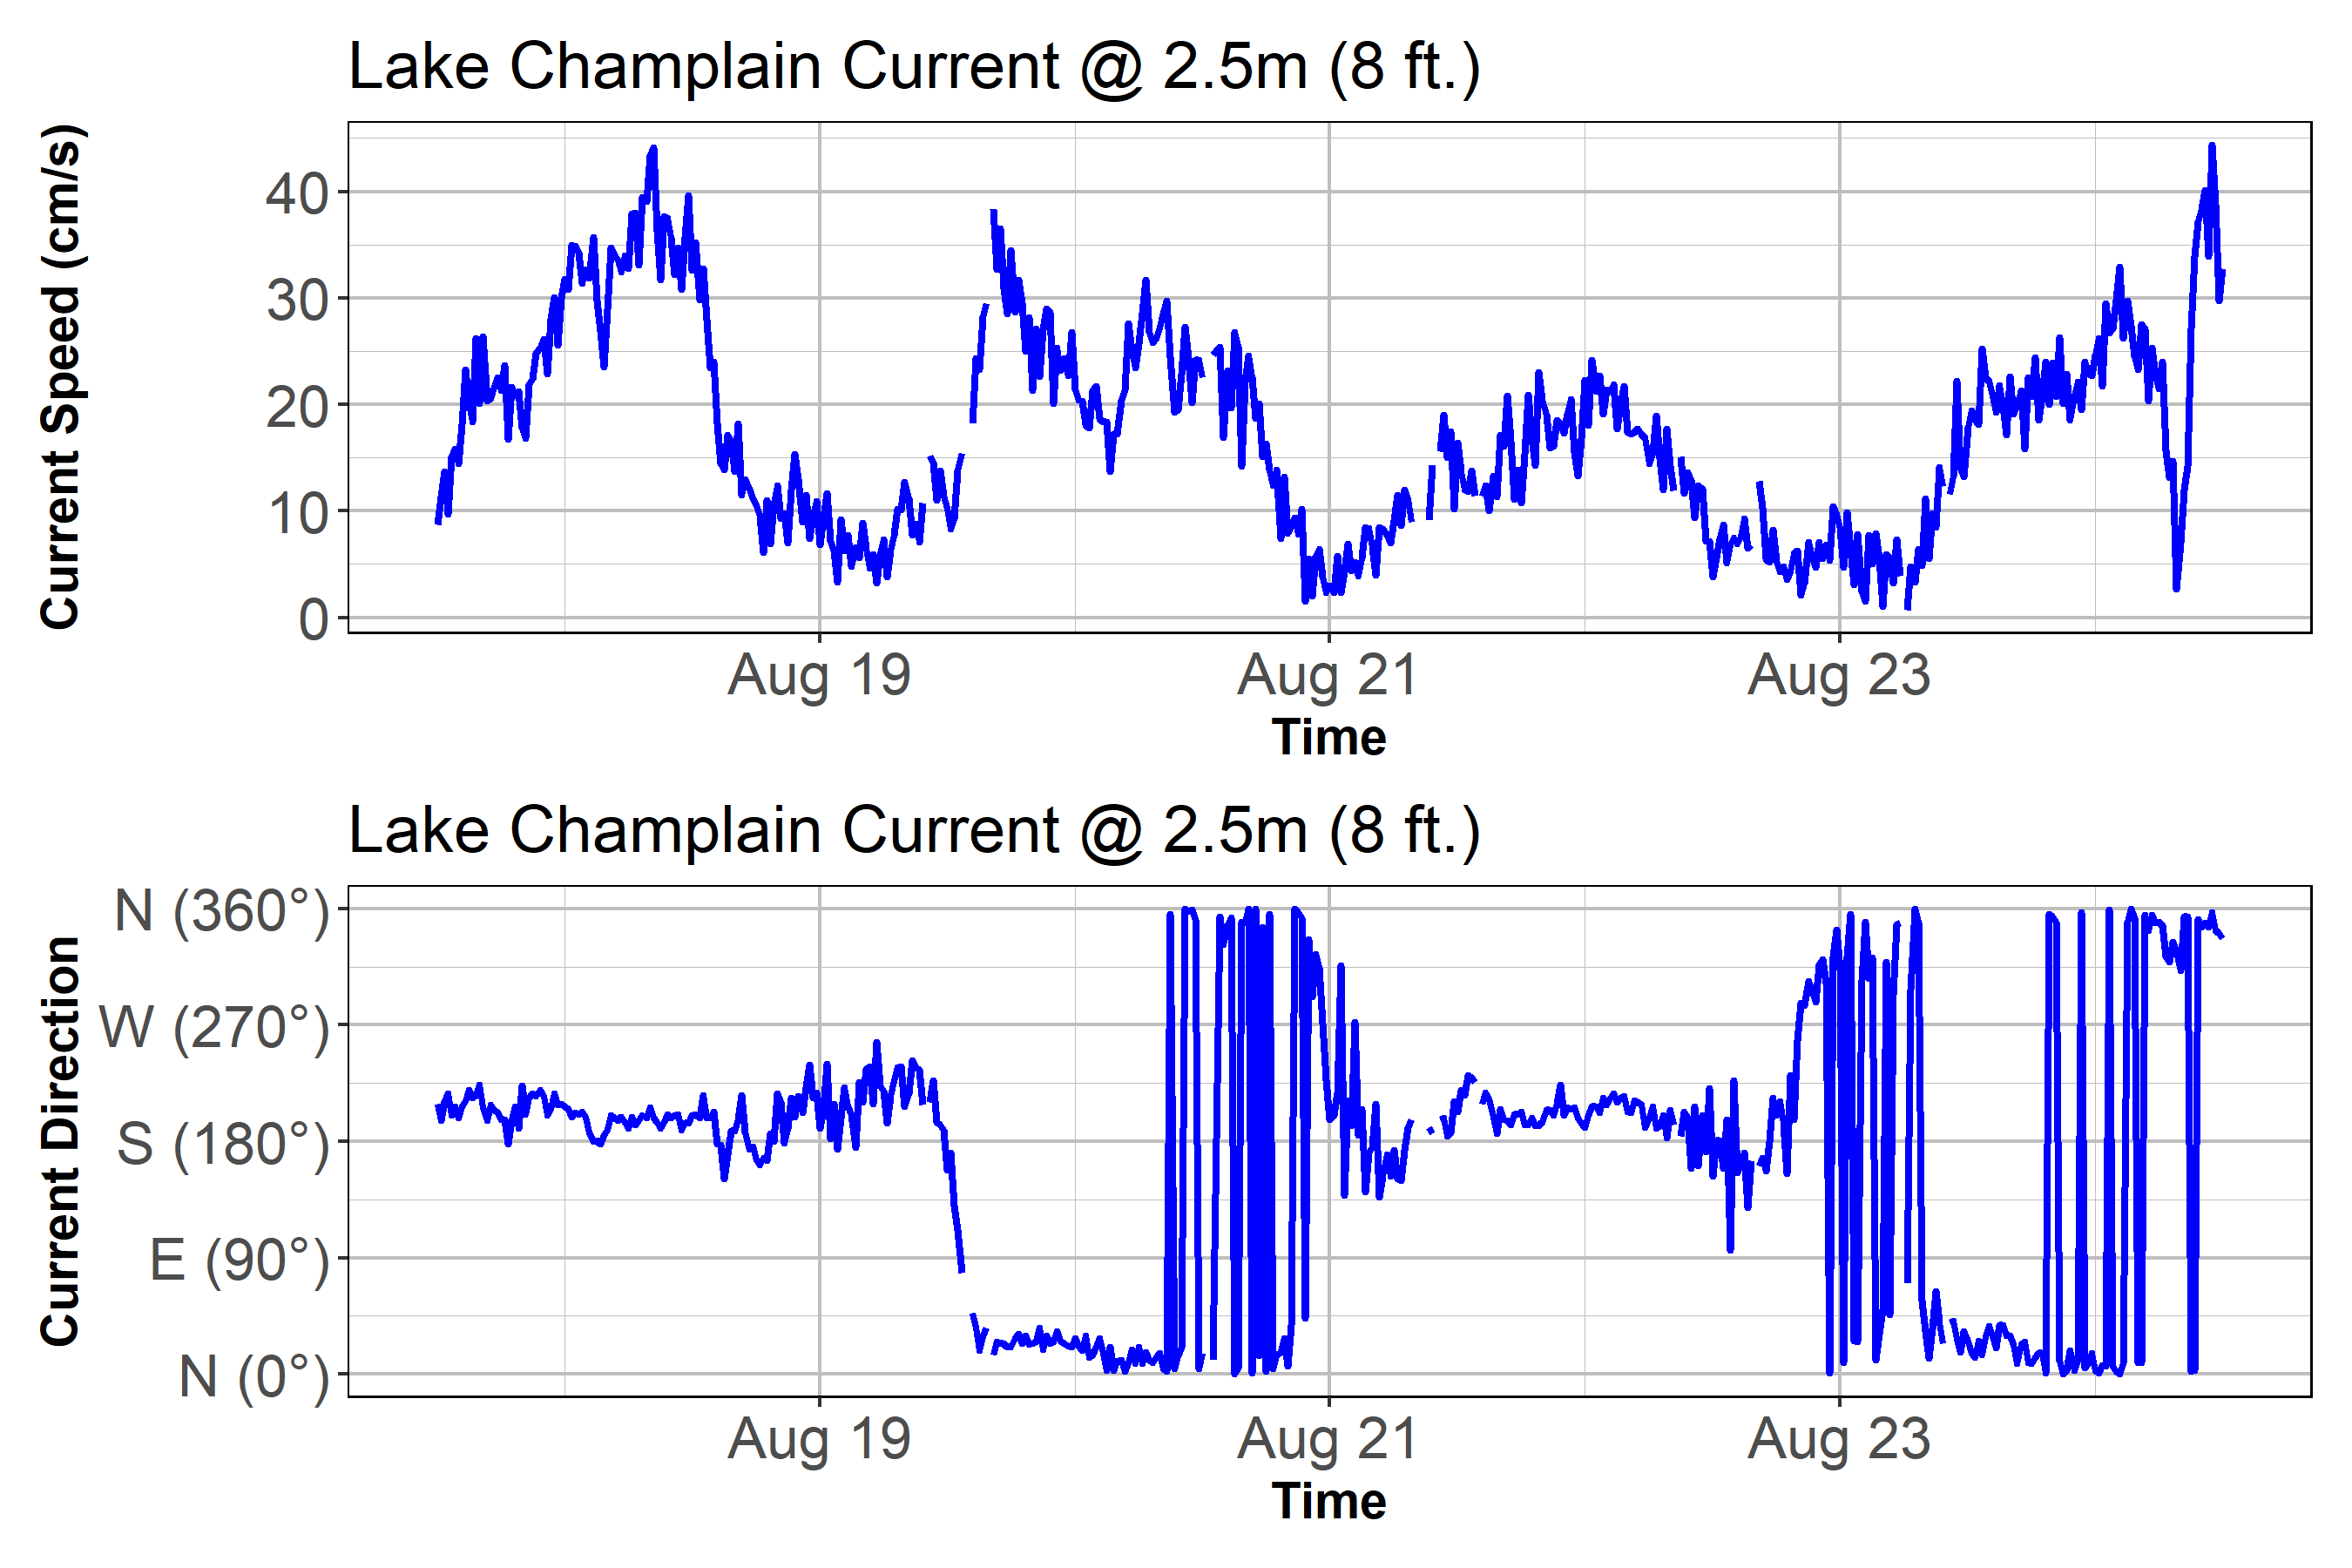 Lake Champlain Current @ 2.5m (8 ft.)
Current Speed (cm/s)
40
30
20
10
0
Aug 19 Aug 21 Aug 23
Time
Lake Champlain Current @ 2.5m (8 ft.)
Current Direction
N (360°)
W (270°)
S (180°)
E (90°)
N (0°)
Aug 19 Aug 21 Aug 23
Time